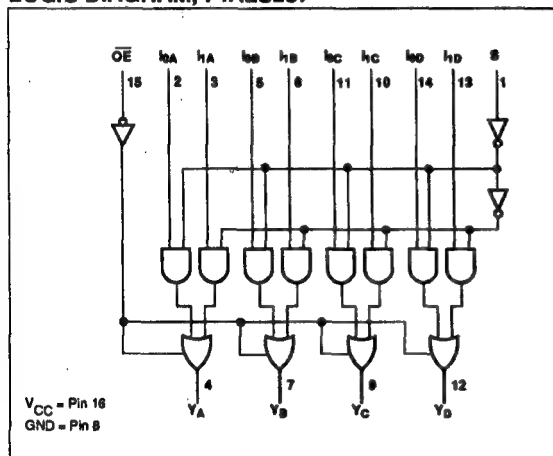 OE I0A I1A I0B I1B I0C I1C I0D I1D S
15 2 3 5 6 11 10 14 13 1
4 7 9 12
YA YB YC YD
VCC = Pin 16
GND = Pin 8